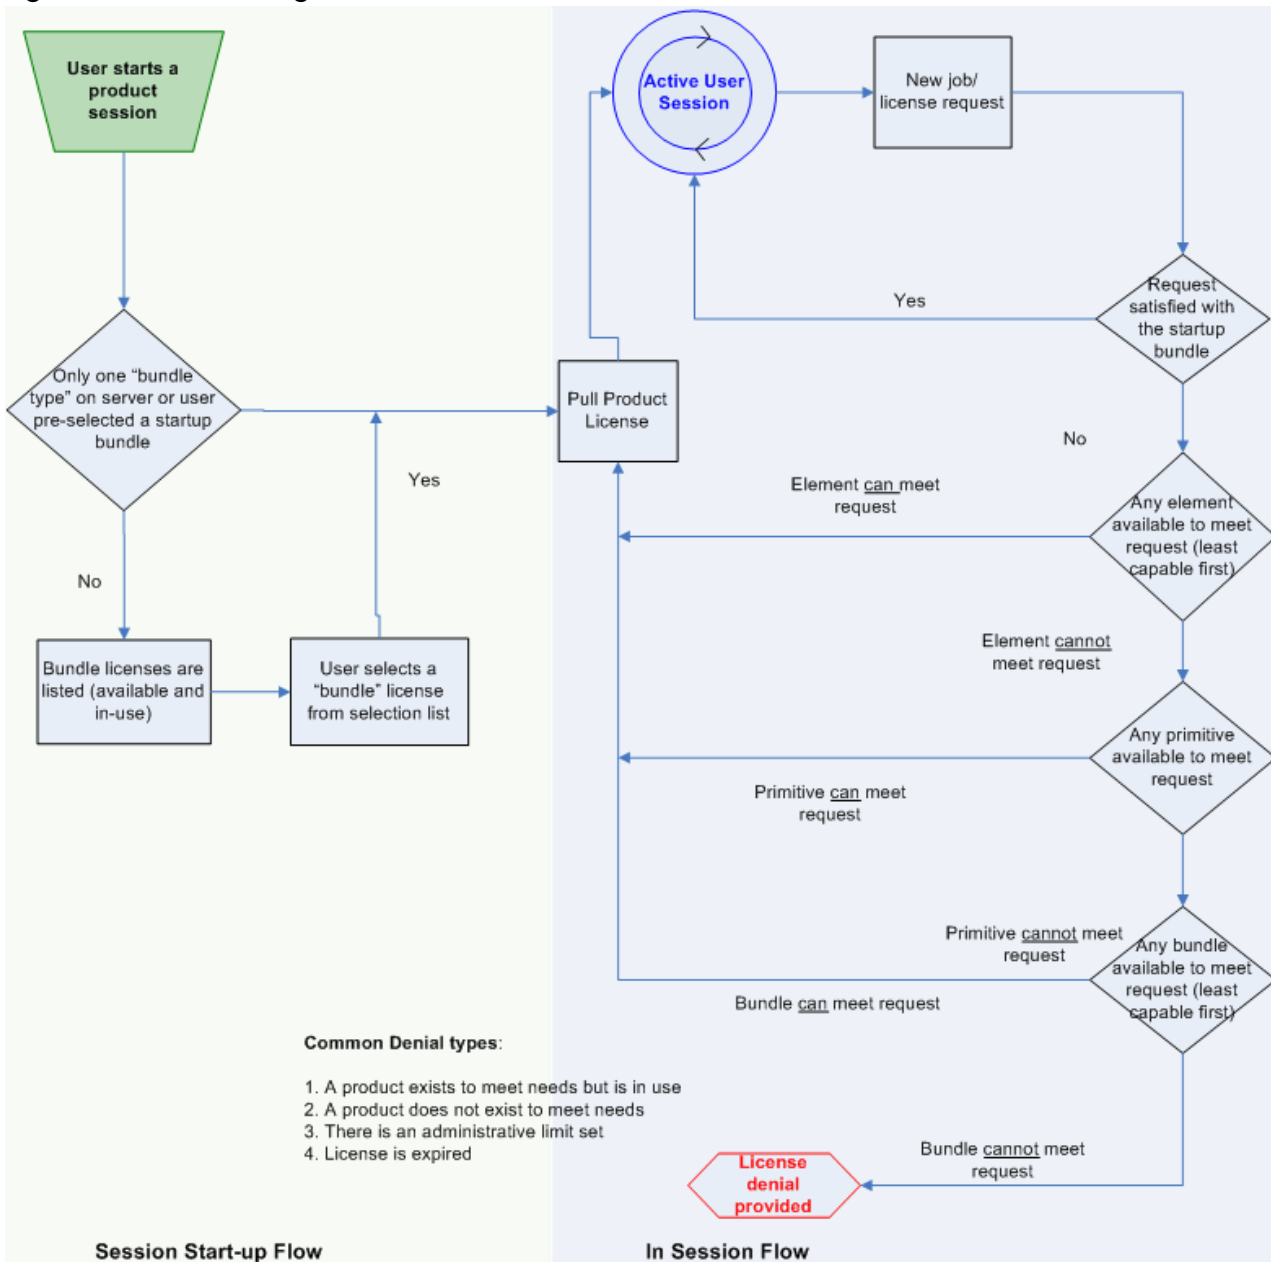 User starts a
product
session
Active User
Session
New job/
license request
Request
satisfied with
the startup
bundle
Yes
Only one “bundle
type” on server or user
pre-selected a startup
bundle
Pull Product
License
No
Yes
Element can meet
request
Any element
available to meet
request (least
capable first)
No
Bundle licenses are
listed (available and
in-use)
User selects a
“bundle” license
from selection list
Element cannot
meet request
Any primitive
available to meet
request
Primitive can meet
request
Primitive cannot meet
request
Any bundle
available to meet
request (least
capable first)
Bundle can meet request
Common Denial types:
1. A product exists to meet needs but is in use
2. A product does not exist to meet needs
3. There is an administrative limit set
4. License is expired
Bundle cannot meet
request
License
denial
provided
Session Start-up Flow
In Session Flow